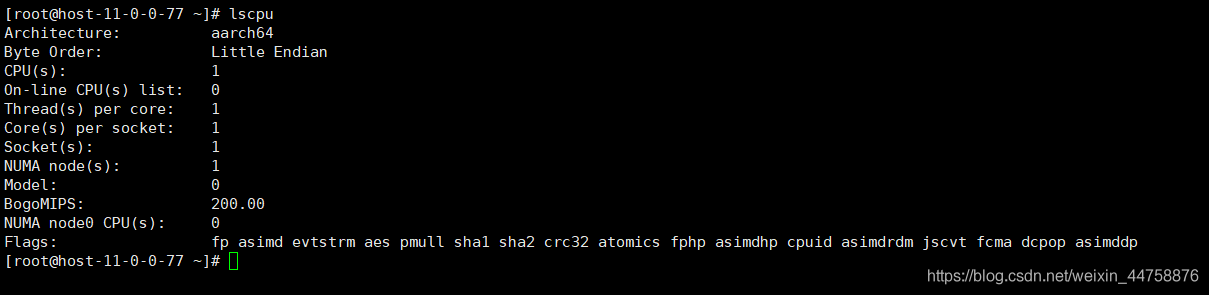 [root@host-11-0-0-77 ~]# lscpu
Architecture:          aarch64
Byte Order:            Little Endian
CPU(s):                1
On-line CPU(s) list:   0
Thread(s) per core:    1
Core(s) per socket:    1
Socket(s):             1
NUMA node(s):          1
Model:                 0
BogoMIPS:              200.00
NUMA node0 CPU(s):     0
Flags:                 fp asimd evtstrm aes pmull sha1 sha2 crc32 atomics fphp asimdhp cpuid asimdrdm jscvt fcma dcpop asimddp
[root@host-11-0-0-77 ~]#
https://blog.csdn.net/weixin_44758876